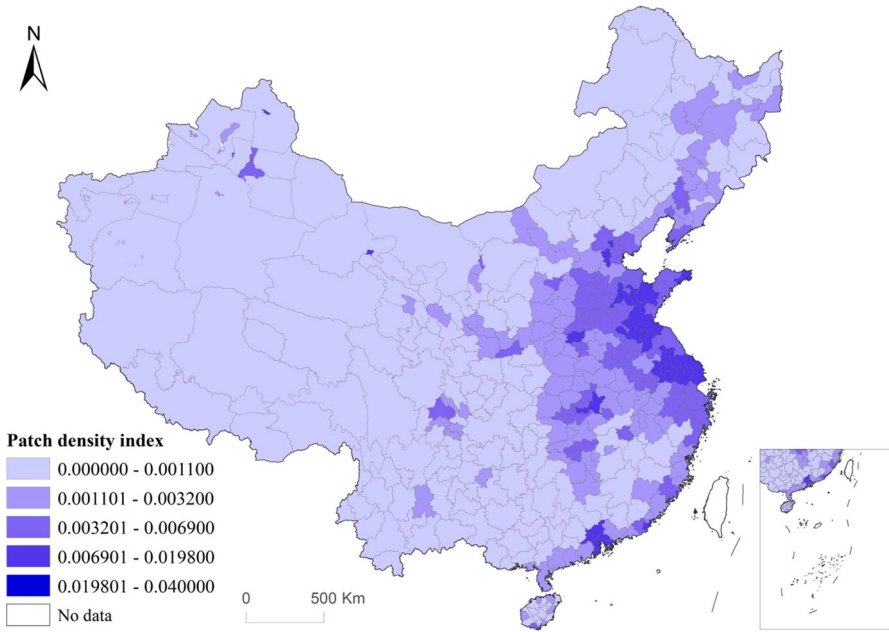 N
Patch density index
0.000000 - 0.001100
0.001101 - 0.003200
0.003201 - 0.006900
0.006901 - 0.019800
0.019801 - 0.040000
No data
0 500 Km